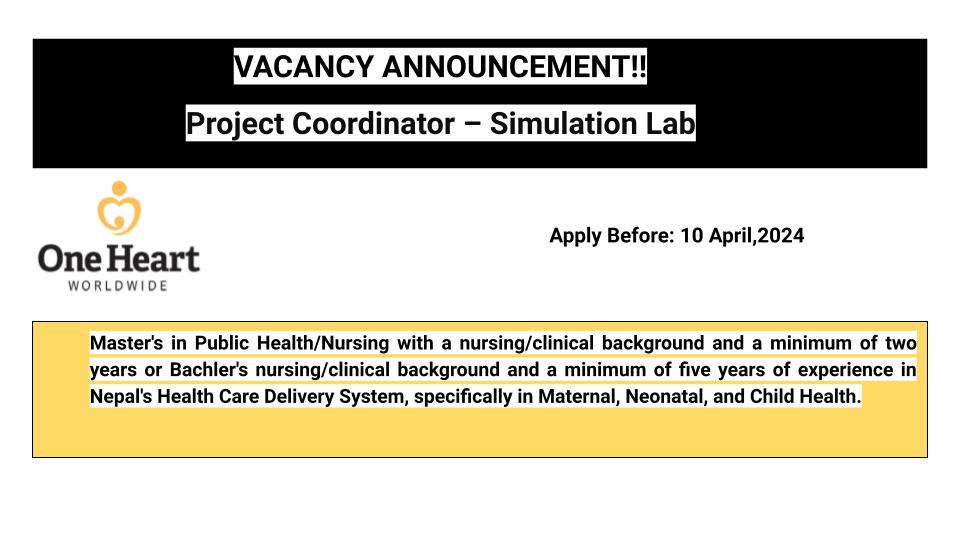 VACANCY ANNOUNCEMENT!!
Project Coordinator – Simulation Lab
One Heart
WORLDWIDE
Apply Before: 10 April,2024
Master's in Public Health/Nursing with a nursing/clinical background and a minimum of two
years or Bachler's nursing/clinical background and a minimum of five years of experience in
Nepal's Health Care Delivery System, specifically in Maternal, Neonatal, and Child Health.